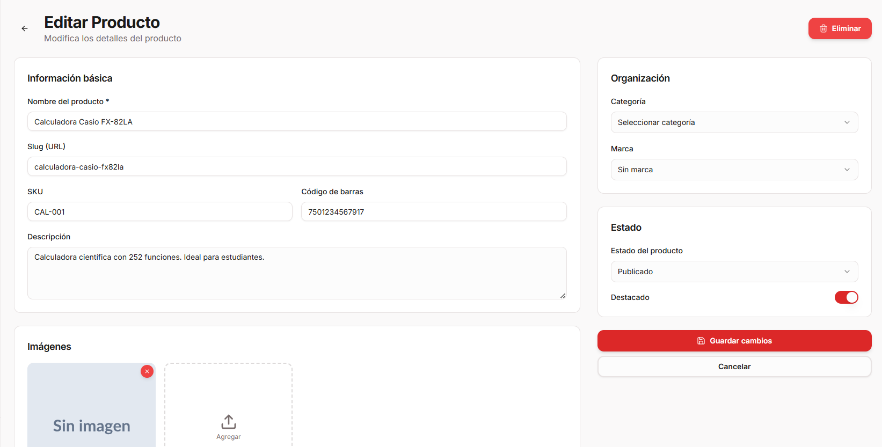 Editar Producto
Modifica los detalles del producto
Eliminar
Información básica
Nombre del producto *
Calculadora Casio FX-82LA
Slug (URL)
calculadora-casio-fx82la
SKU
Código de barras
CAL-001
7501234567917
Descripción
Calculadora científica con 252 funciones. Ideal para estudiantes.
Imágenes
Sin imagen
Agregar
Organización
Categoría
Seleccionar categoría
Marca
Sin marca
Estado
Estado del producto
Publicado
Destacado
Guardar cambios
Cancelar